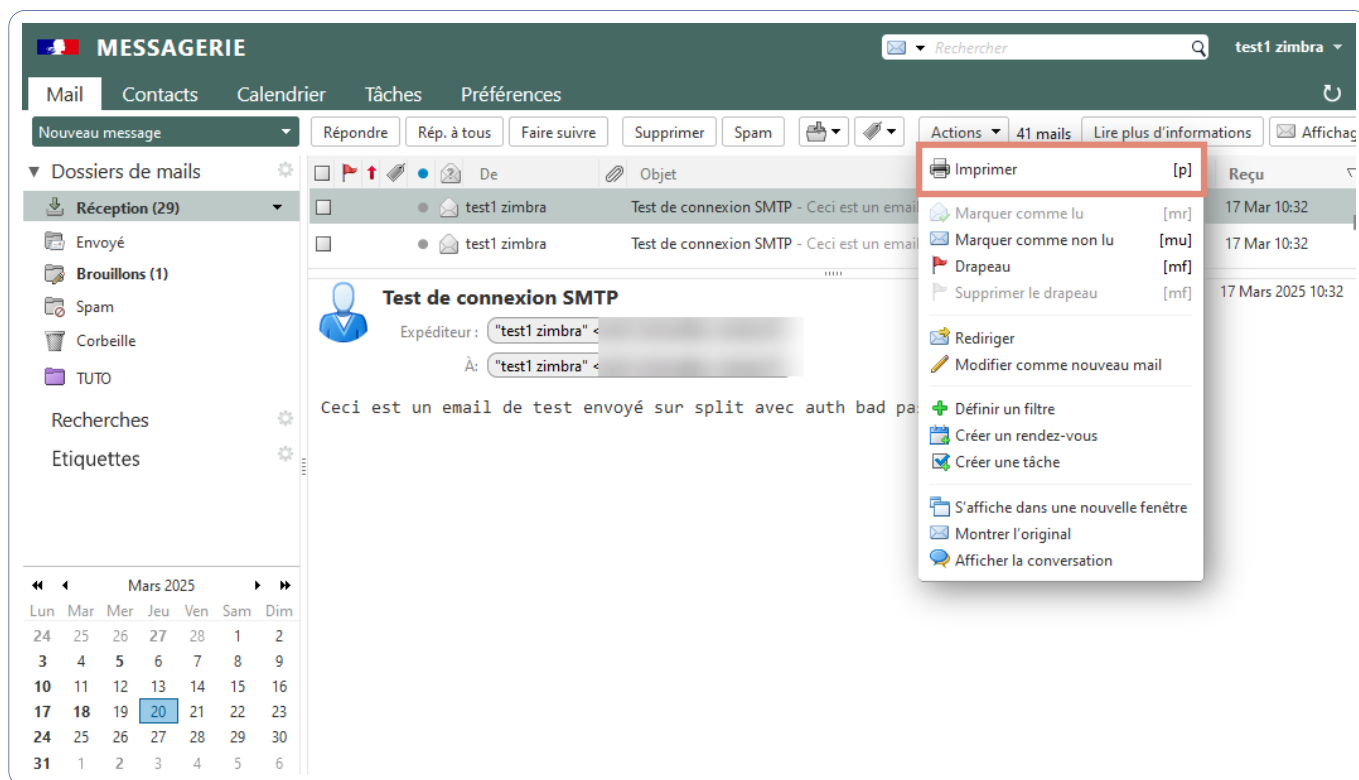 MESSAGERIE
Rechercher
test1 zimbra
Mail Contacts Calendrier Tâches Préférences
Nouveau message
Répondre Rép. à tous Faire suivre Supprimer Spam Actions 41 mails Lire plus d'informations Affichag
Dossiers de mails
Réception (29)
Envoyé
Brouillons (1)
Spam
Corbeille
TUTO
Recherches
Etiquettes
De Objet Reçu
test1 zimbra Test de connexion SMTP - Ceci est un email 17 Mar 10:32
test1 zimbra Test de connexion SMTP - Ceci est un email 17 Mar 10:32
Test de connexion SMTP 17 Mars 2025 10:32
Expéditeur : "test1 zimbra" <
À: "test1 zimbra" <
Ceci est un email de test envoyé sur split avec auth bad pa
Imprimer [p]
Marquer comme lu [mr]
Marquer comme non lu [mu]
Drapeau [mf]
Supprimer le drapeau [mf]
Rediriger
Modifier comme nouveau mail
Définir un filtre
Créer un rendez-vous
Créer une tâche
S'affiche dans une nouvelle fenêtre
Montrer l'original
Afficher la conversation
Mars 2025
Lun Mar Mer Jeu Ven Sam Dim
24 25 26 27 28 1 2
3 4 5 6 7 8 9
10 11 12 13 14 15 16
17 18 19 20 21 22 23
24 25 26 27 28 29 30
31 1 2 3 4 5 6